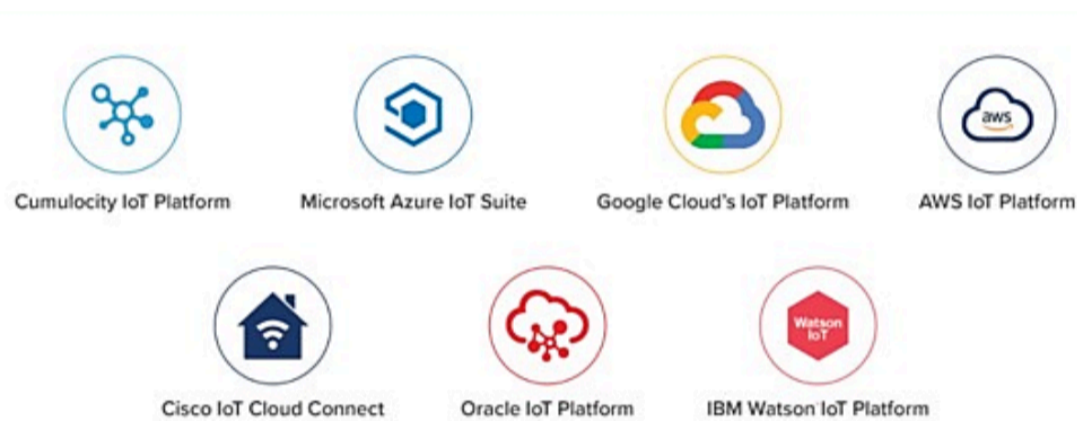 aws
Cumulocity IoT Platform
Microsoft Azure IoT Suite
Google Cloud's IoT Platform
AWS IoT Platform
Watson
IoT
Cisco IoT Cloud Connect
Oracle IoT Platform
IBM Watson IoT Platform